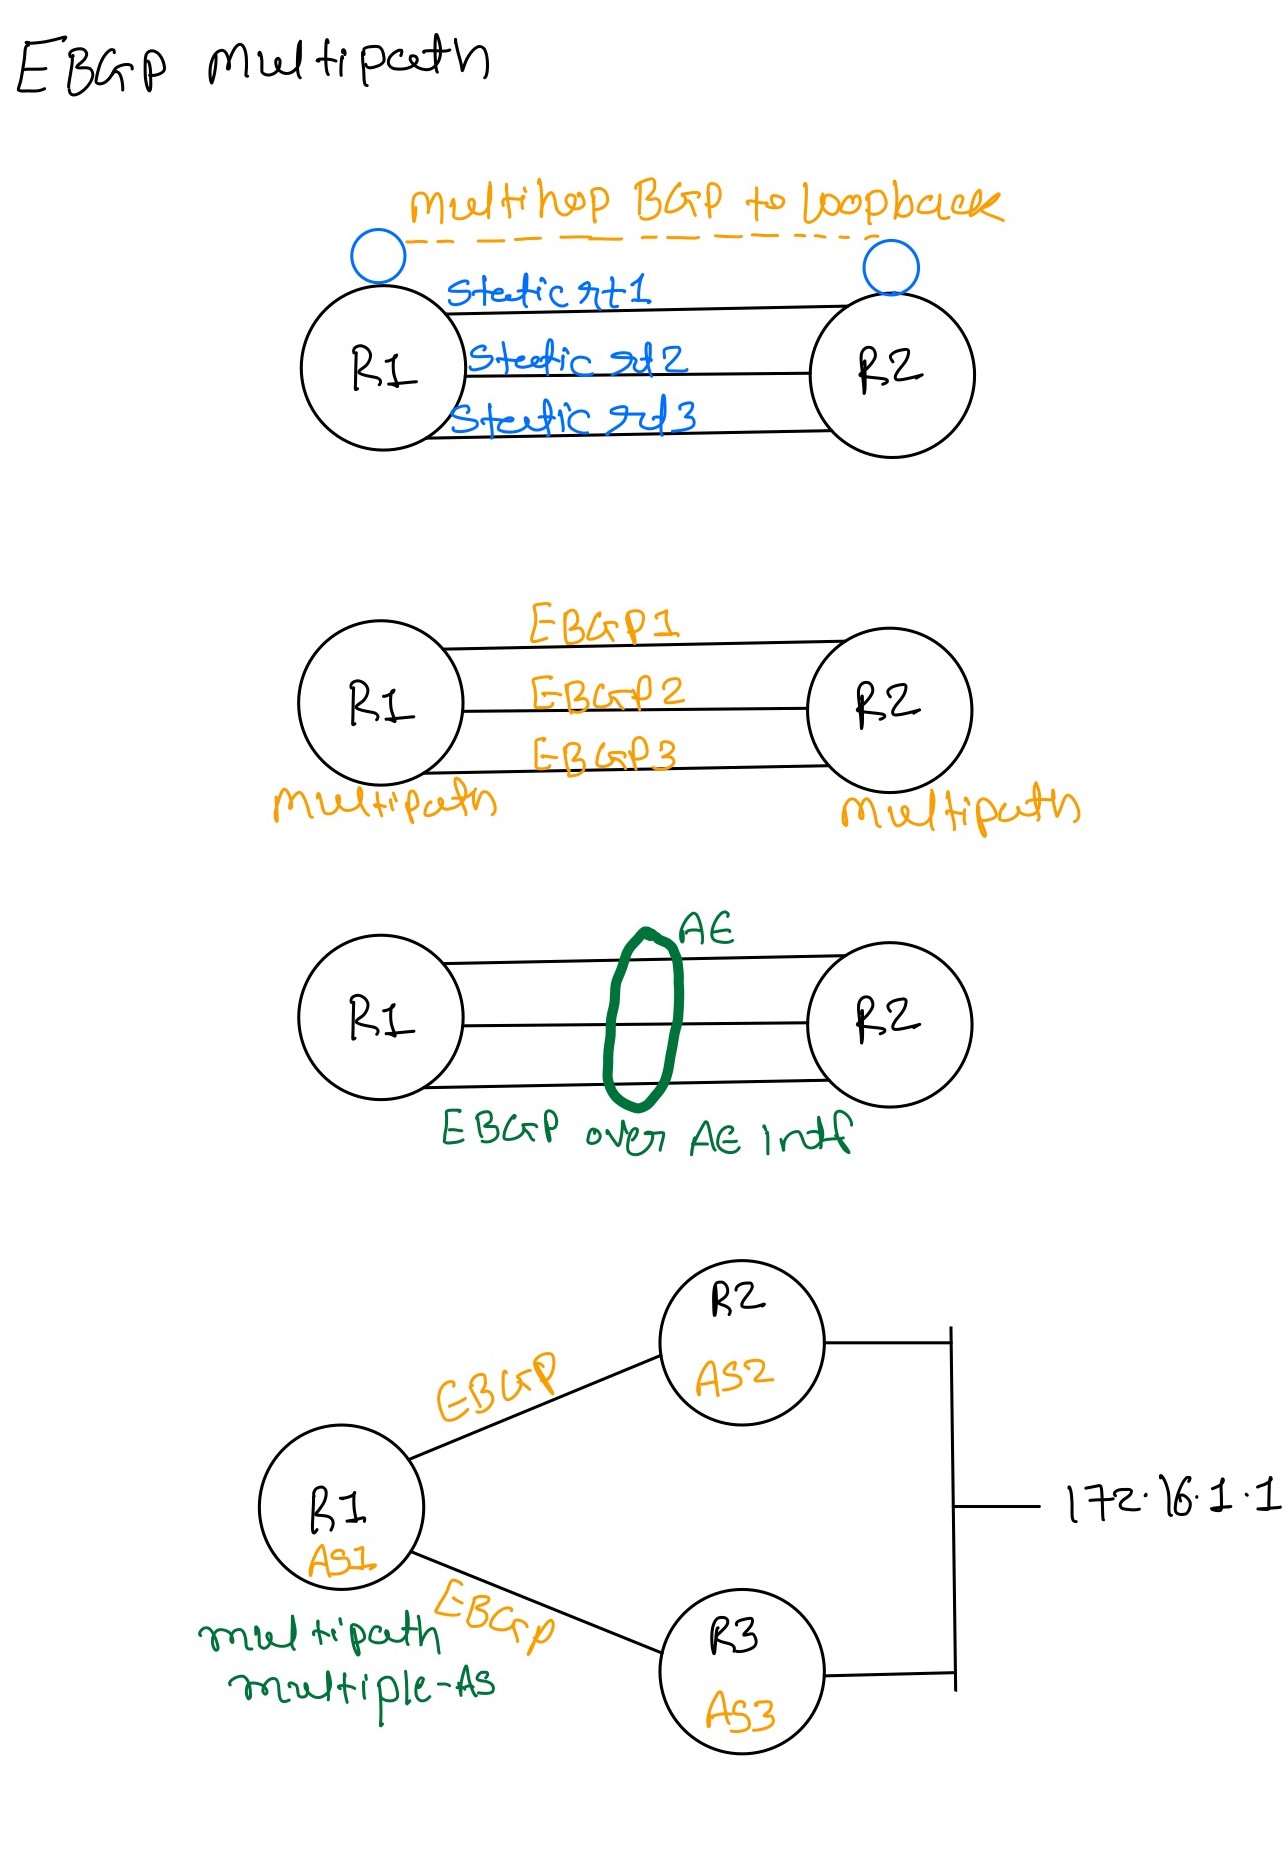 EBGP multipath
multihop BGP to loopback
Static rt1
R1
Static rt2
R2
Static rt3
EBGP1
R1
EBGP2
R2
EBGP3
multipath
multipath
AE
R1
R2
EBGP over AE intf
R2
EBGP
AS2
R1
172.16.1.1
AS1
EBGP
multipath
R3
multiple-AS
AS3